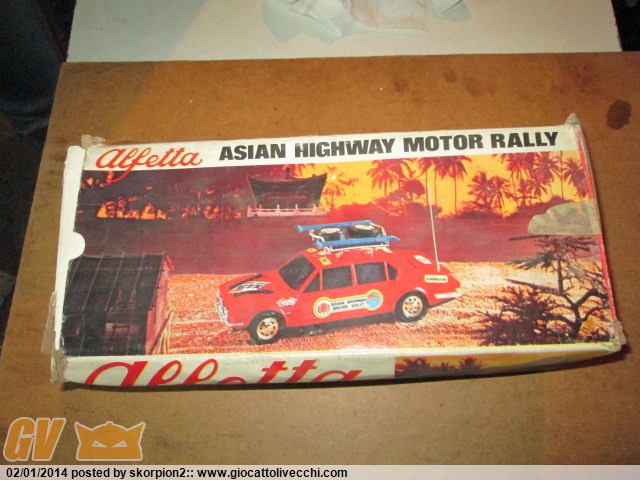 Alfetta ASIAN HIGHWAY MOTOR RALLY
ASIAN HIGHWAY
MOTOR RALLY
Alfetta
GV
02/01/2014 posted by skorpion2:: www.giocattolivecchi.com